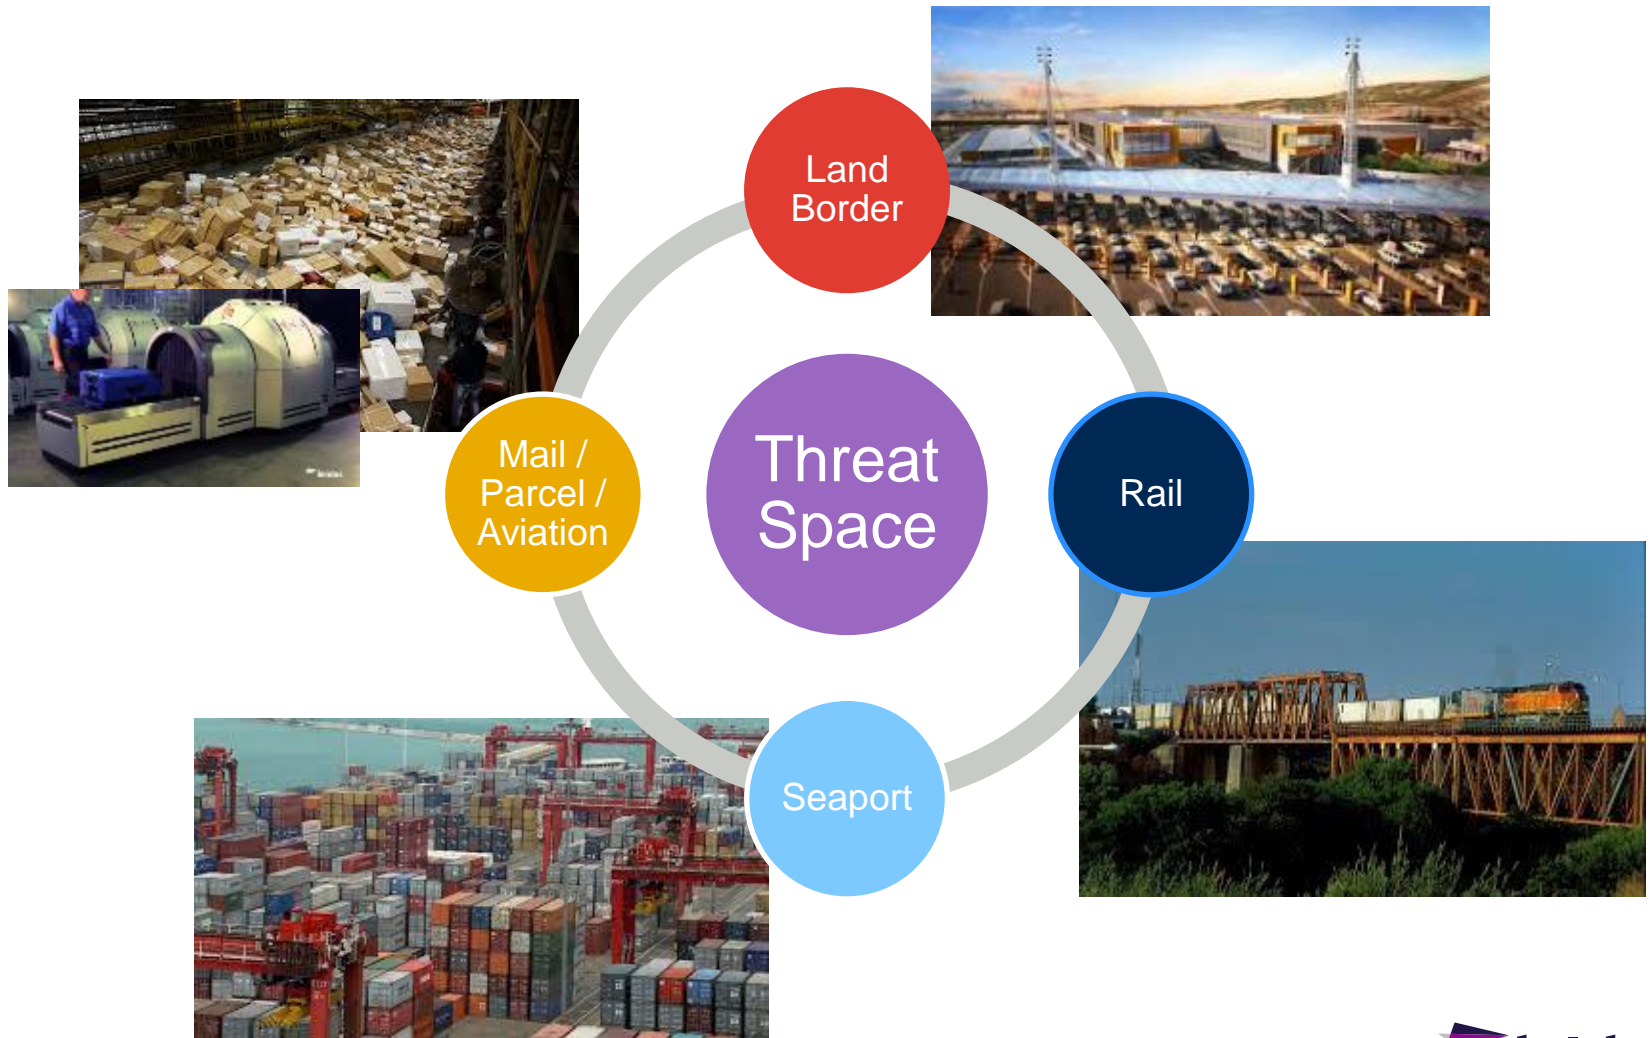 Land
Border
Mail /
Parcel /
Aviation
Threat
Space
Rail
Seaport